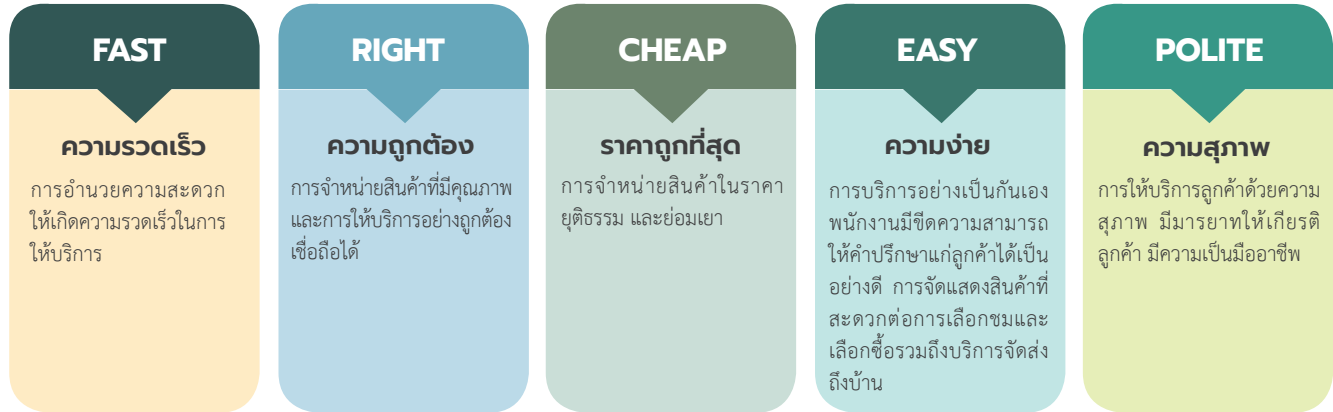 FAST
ความรวดเร็ว
การอำนวยความสะดวก
ให้เกิดความรวดเร็วในการ
ให้บริการ
RIGHT
ความถูกต้อง
การจำหน่ายสินค้าที่มีคุณภาพ
และการให้บริการอย่างถูกต้อง
เชื่อถือได้
CHEAP
ราคาถูกที่สุด
การจำหน่ายสินค้าในราคา
ยุติธรรม และย่อมเยา
EASY
ความง่าย
การบริการอย่างเป็นกันเอง
พนักงานมีขีดความสามารถ
ให้คำปรึกษาแก่ลูกค้าได้เป็น
อย่างดี การจัดแสดงสินค้าที่
สะดวกต่อการเลือกชมและ
เลือกซื้อรวมถึงบริการจัดส่ง
ถึงบ้าน
POLITE
ความสุภาพ
การให้บริการลูกค้าด้วยความ
สุภาพ มีมารยาทให้เกียรติ
ลูกค้า มีความเป็นมืออาชีพ